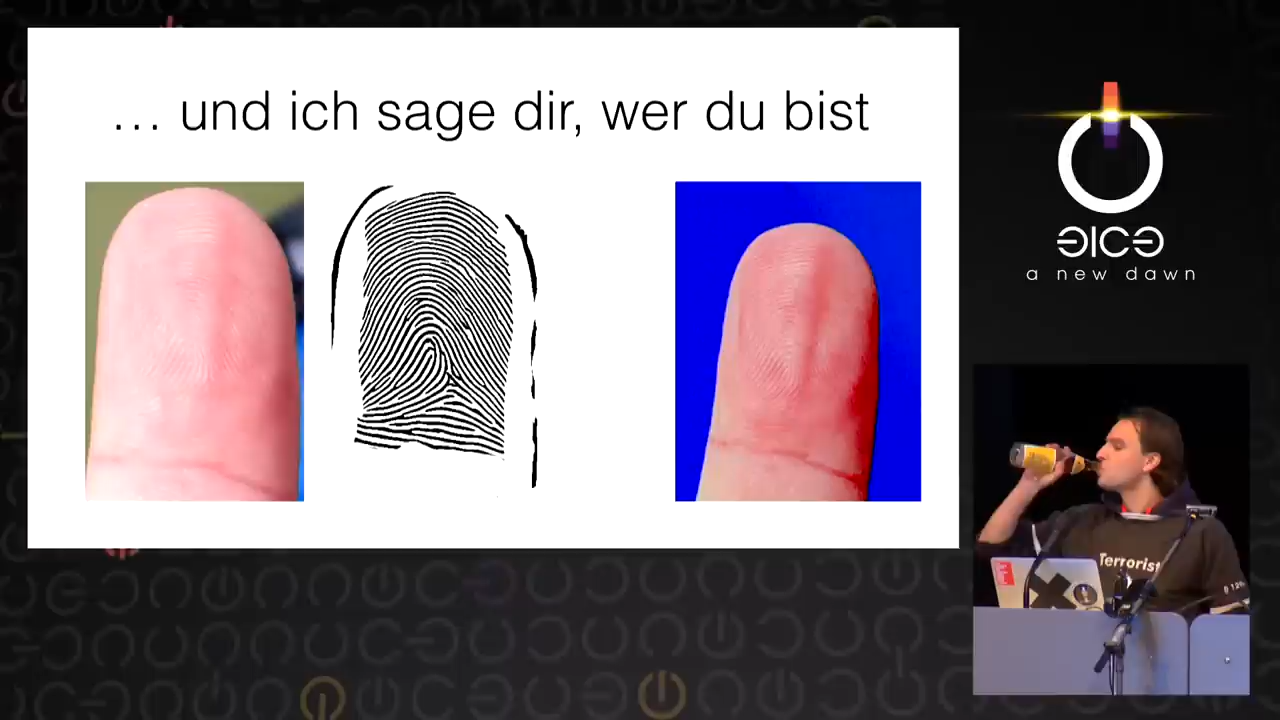 … und ich sage dir, wer du bist
a new dawn
Terrorist